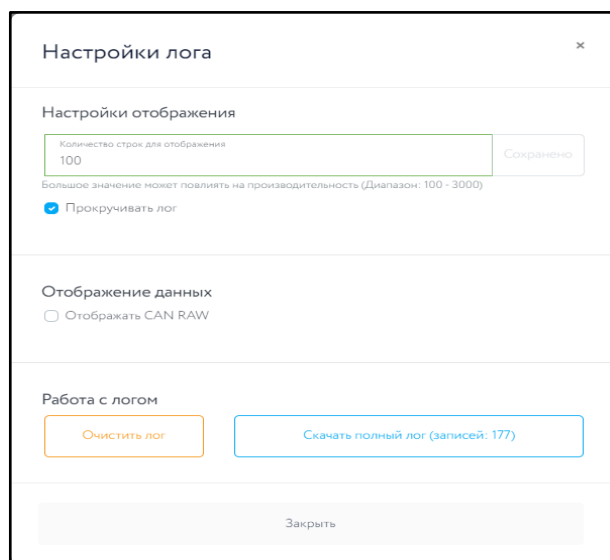 Настройки лога
×
Настройки отображения
Количество строк для отображения
100
Сохранено
Большое значение может повлиять на производительность (Диапазон: 100 - 3000)
Прокручивать лог
Отображение данных
Отображать CAN RAW
Работа с логом
Очистить лог
Скачать полный лог (записей: 177)
Закрыть